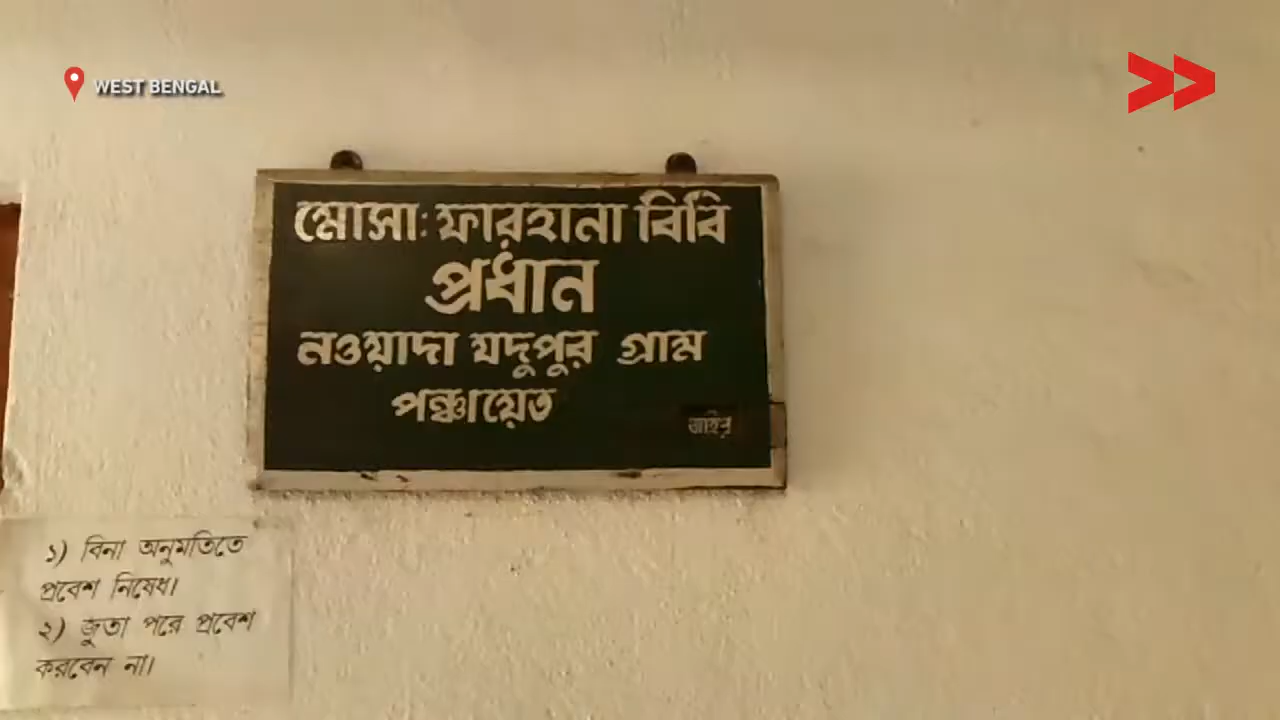 WEST BENGAL
মোসা: ফারহানা বিবি
প্রধান
নওয়াদা যদুপুর গ্রাম
পঞ্চায়েত
জাহির
১) বিনা অনুমতিতে
প্রবেশ নিষেধ।
২) জুতা পরে প্রবেশ
করবেন না।